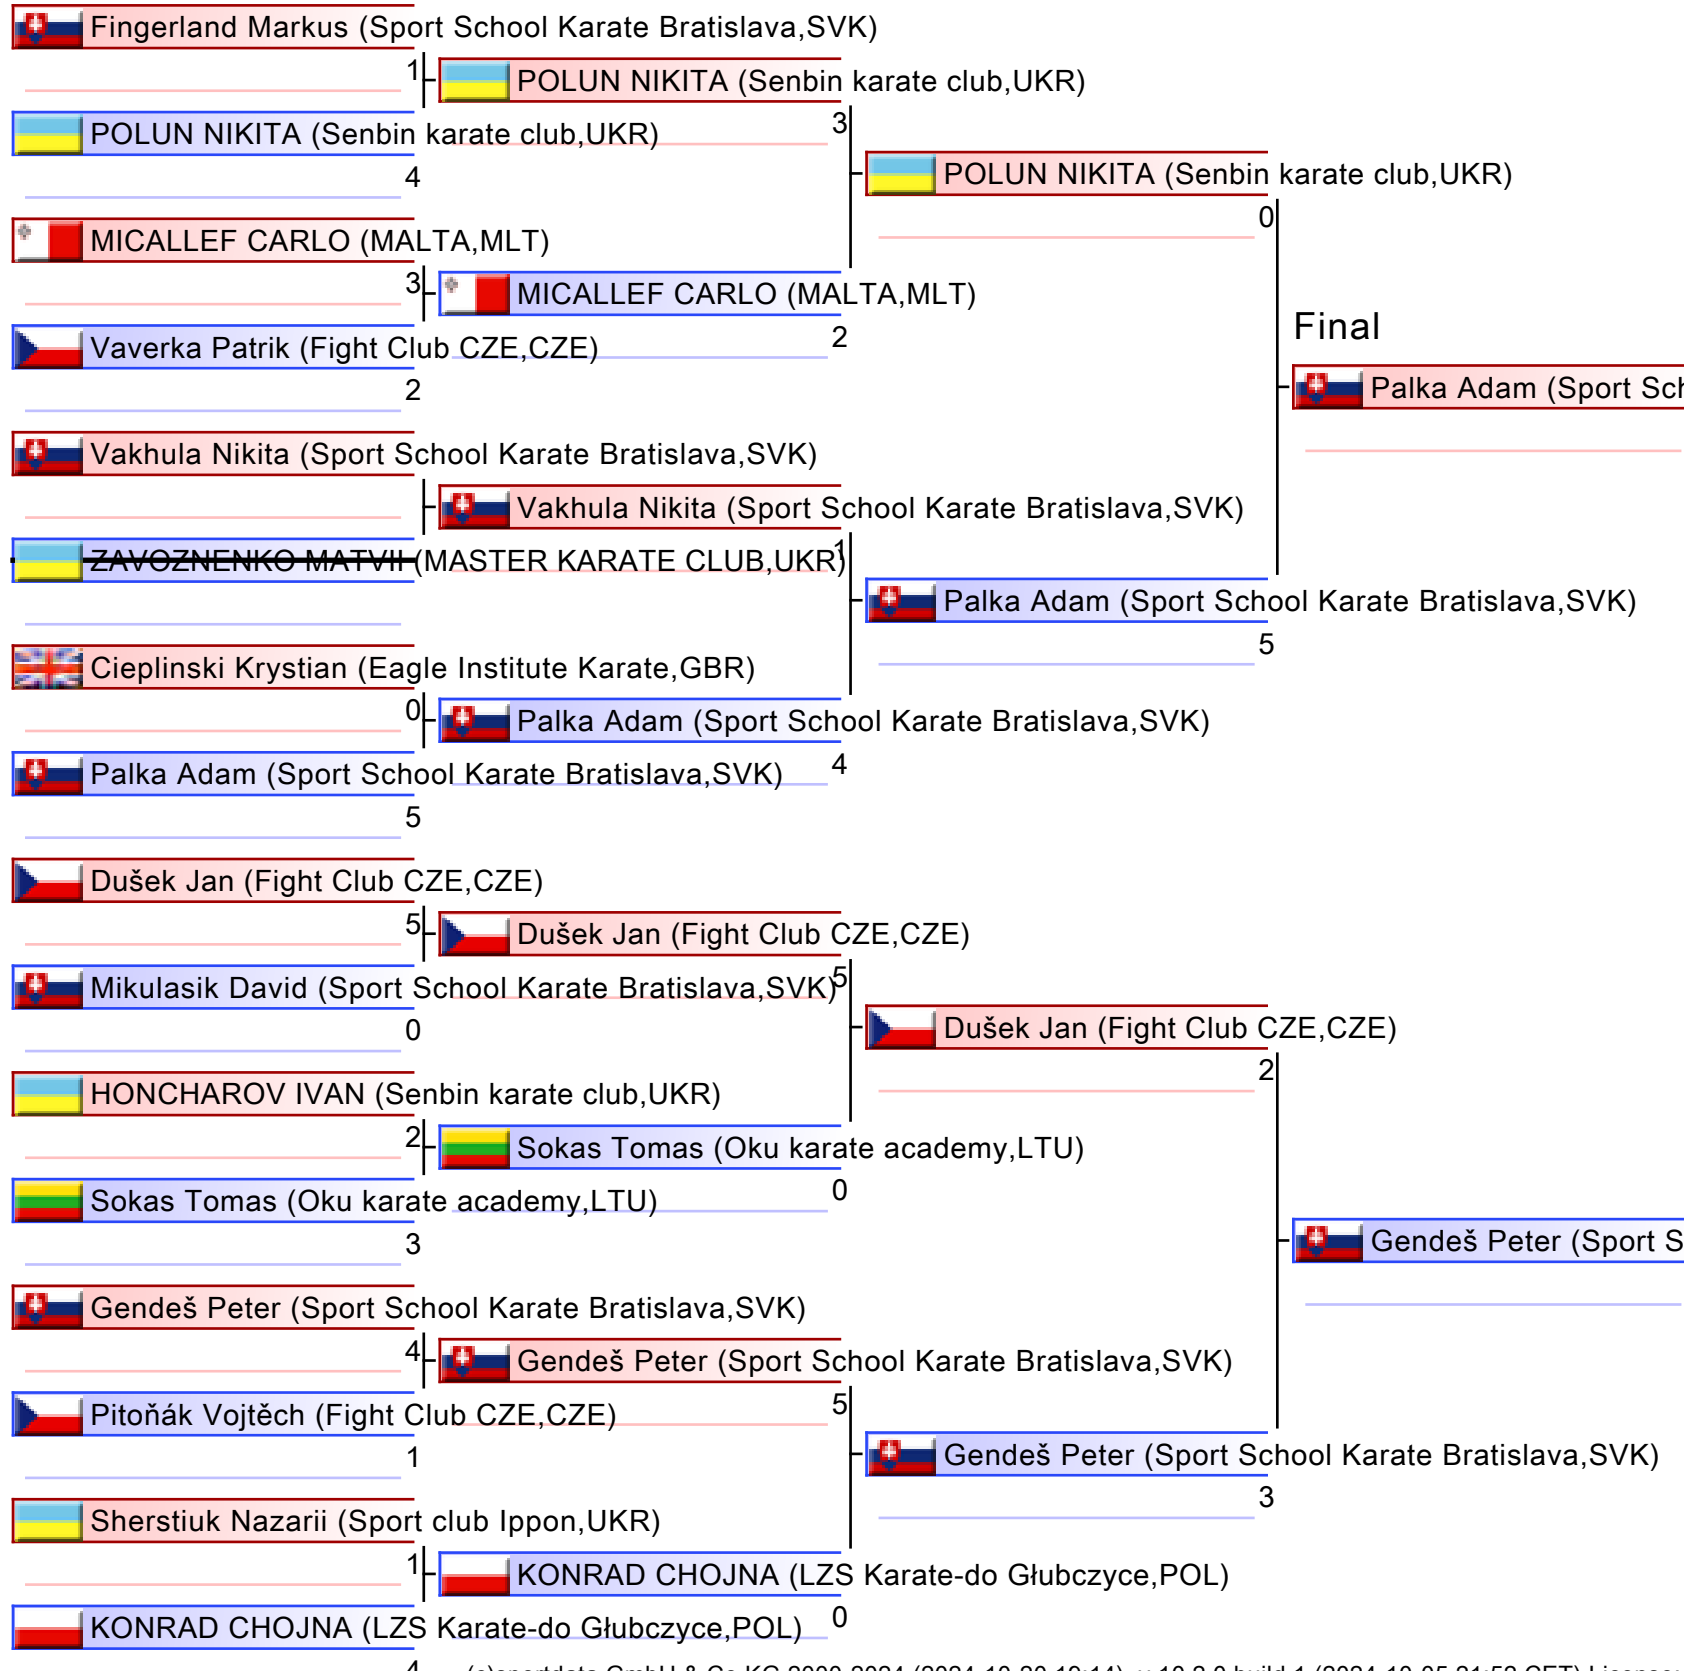 Fingerland Markus (Sport School Karate Bratislava,SVK)
1
POLUN NIKITA (Senbin karate club,UKR)
POLUN NIKITA (Senbin karate club,UKR)
3
4
POLUN NIKITA (Senbin karate club,UKR)
0
MICALLEF CARLO (MALTA,MLT)
3
MICALLEF CARLO (MALTA,MLT)
2
Vaverka Patrik (Fight Club CZE,CZE)
2
Final
Palka Adam (Sport Sch
Vakhula Nikita (Sport School Karate Bratislava,SVK)
Vakhula Nikita (Sport School Karate Bratislava,SVK)
1
ZAVOZNENKO MATVII (MASTER KARATE CLUB,UKR)
Palka Adam (Sport School Karate Bratislava,SVK)
5
Cieplinski Krystian (Eagle Institute Karate,GBR)
0
Palka Adam (Sport School Karate Bratislava,SVK)
4
Palka Adam (Sport School Karate Bratislava,SVK)
5
Dušek Jan (Fight Club CZE,CZE)
5
Dušek Jan (Fight Club CZE,CZE)
5
Mikulasik David (Sport School Karate Bratislava,SVK)
0
Dušek Jan (Fight Club CZE,CZE)
2
HONCHAROV IVAN (Senbin karate club,UKR)
2
Sokas Tomas (Oku karate academy,LTU)
0
Sokas Tomas (Oku karate academy,LTU)
3
Gendeš Peter (Sport S
Gendeš Peter (Sport School Karate Bratislava,SVK)
4
Gendeš Peter (Sport School Karate Bratislava,SVK)
5
Pitoňák Vojtěch (Fight Club CZE,CZE)
1
Gendeš Peter (Sport School Karate Bratislava,SVK)
3
Sherstiuk Nazarii (Sport club Ippon,UKR)
1
KONRAD CHOJNA (LZS Karate-do Głubczyce,POL)
0
KONRAD CHOJNA (LZS Karate-do Głubczyce,POL)
4